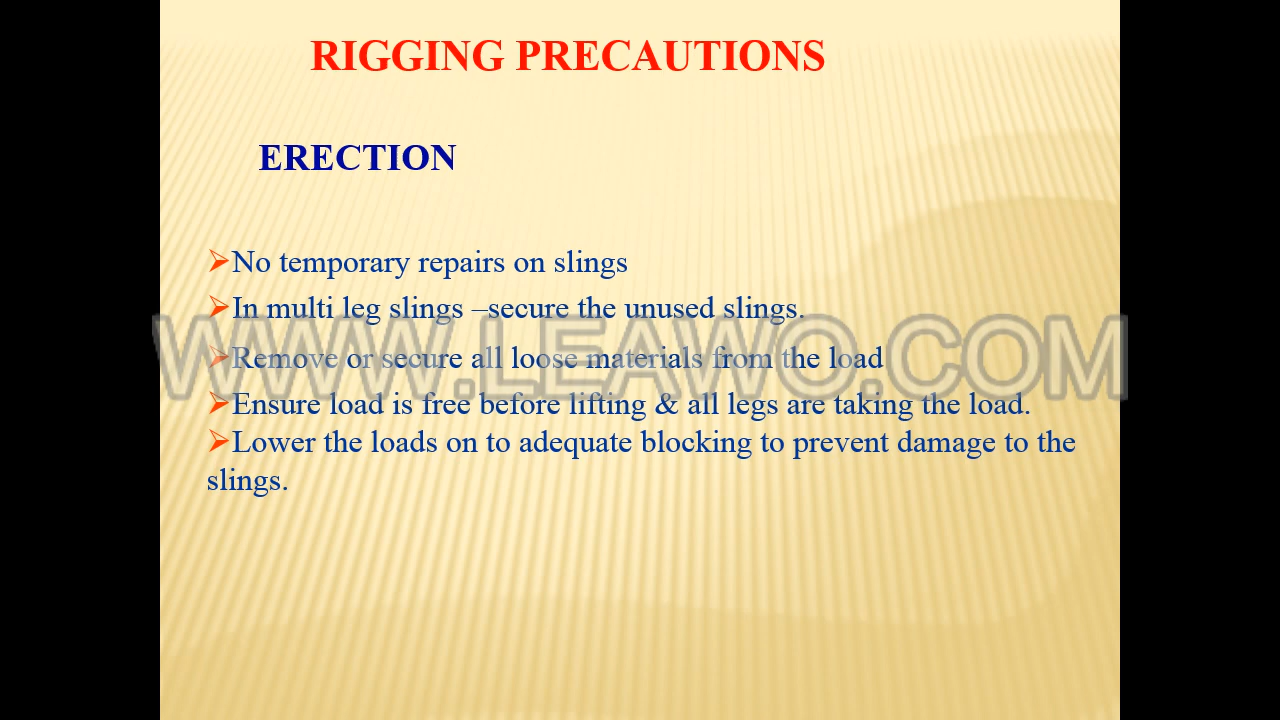 RIGGING PRECAUTIONS
ERECTION
➢No temporary repairs on slings
➢In multi leg slings –secure the unused slings.
WWW.LEAWO.COM
➢Remove or secure all loose materials from the load
➢Ensure load is free before lifting & all legs are taking the load.
➢Lower the loads on to adequate blocking to prevent damage to the
slings.